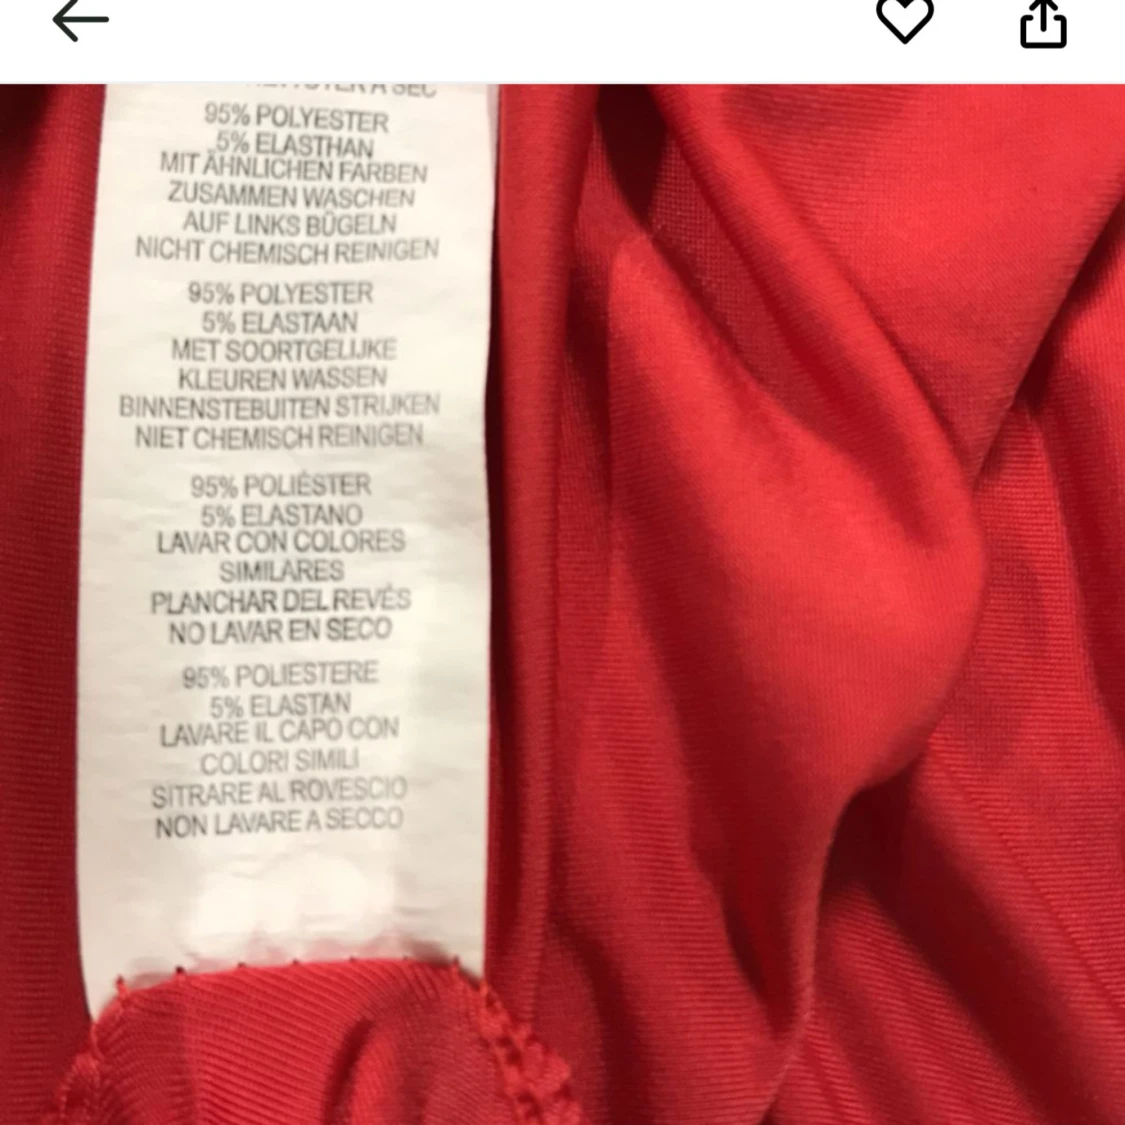 A SEC
95% POLYESTER
5% ELASTHAN
MIT ÄHNLICHEN FARBEN
ZUSAMMEN WASCHEN
AUF LINKS BÜGELN
NICHT CHEMISCH REINIGEN
95% POLYESTER
5% ELASTAAN
MET SOORTGELIJKE
KLEUREN WASSEN
BINNENSTEBUITEN STRIJKEN
NIET CHEMISCH REINIGEN
95% POLIÉSTER
5% ELASTANO
LAVAR CON COLORES
SIMILARES
PLANCHAR DEL REVÉS
NO LAVAR EN SECO
95% POLIESTERE
5% ELASTAN
LAVARE IL CAPO CON
COLORI SIMILI
SITRARE AL ROVESCIO
NON LAVARE A SECCO